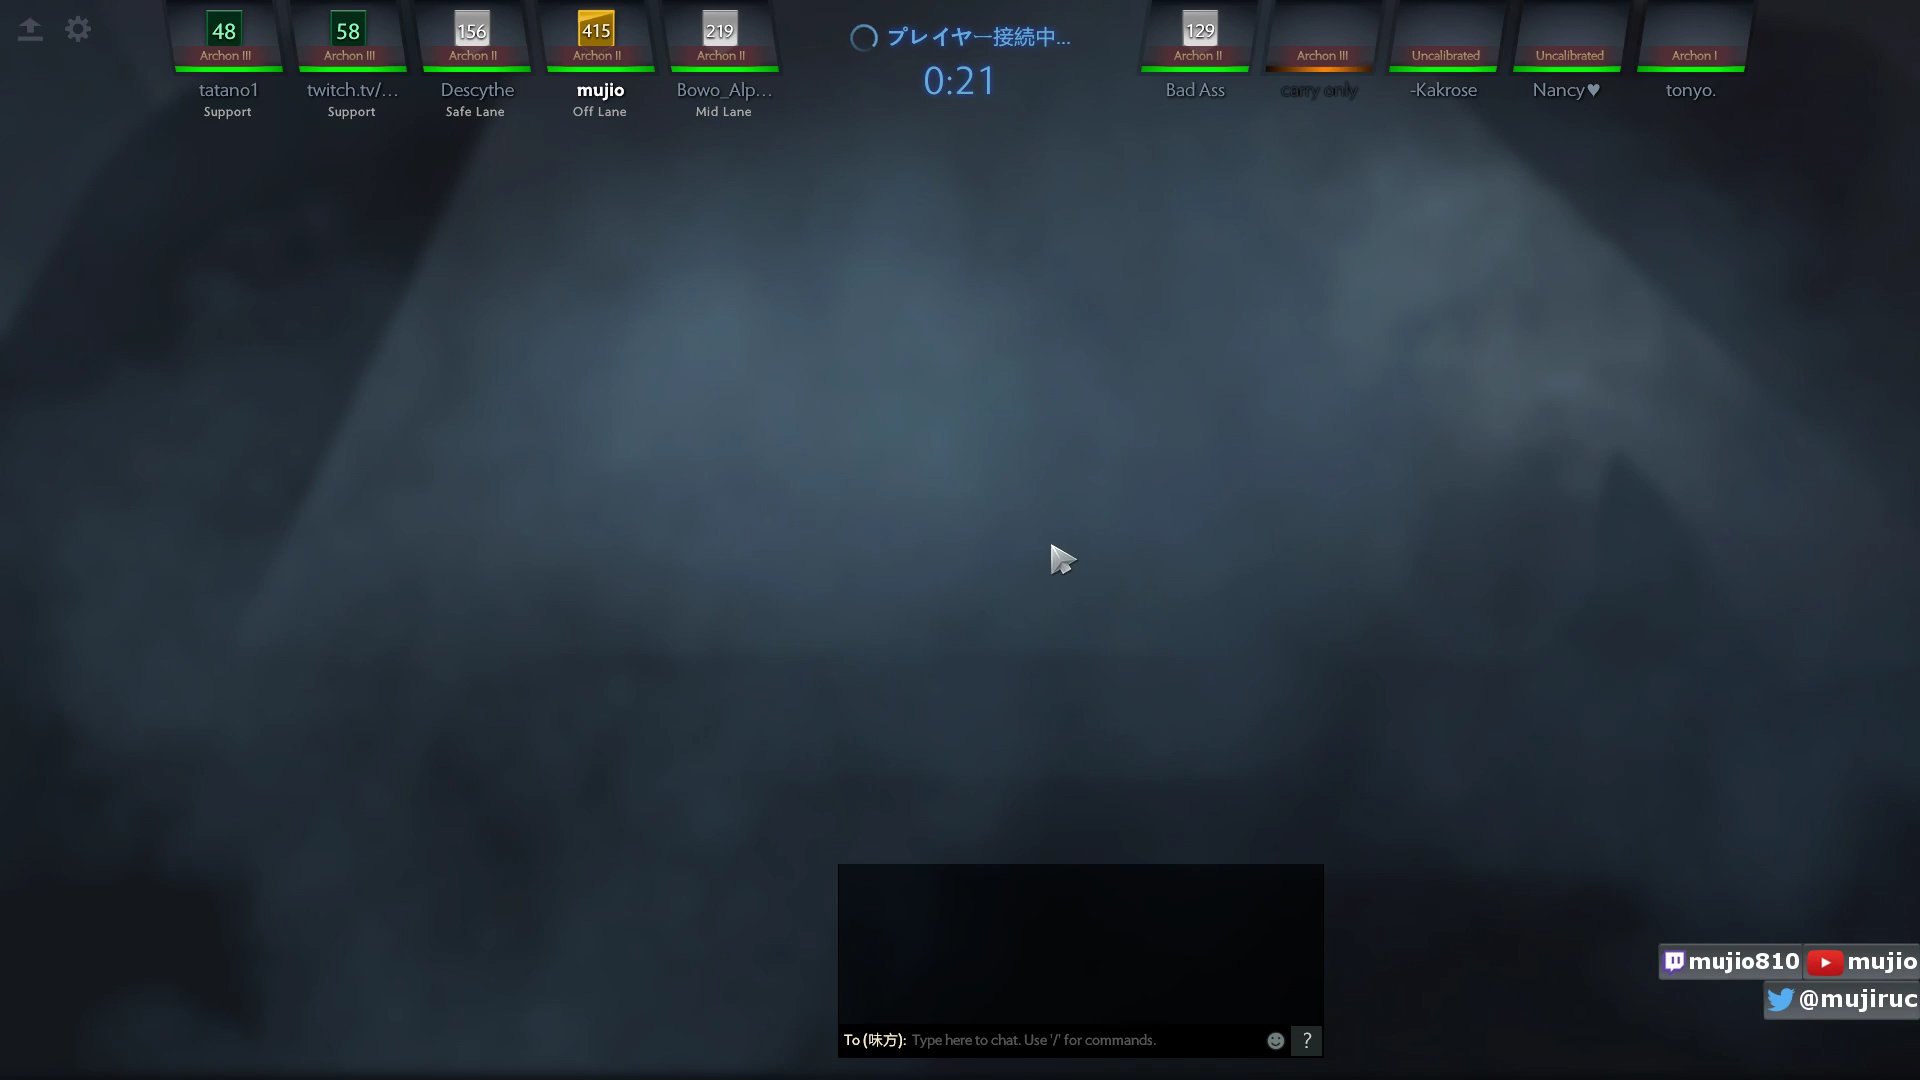 48 58 156 415 219 プレイヤー接続中... 129
Archon III Archon III Archon II Archon II Archon II 0:21 Archon II Archon III Uncalibrated Uncalibrated Archon I
tatano1 twitch.tv/... Descythe mujio Bowo_Alp... Bad Ass carry only -Kakrose Nancy♥ tonyo.
Support Support Safe Lane Off Lane Mid Lane
mujio810 mujio
@mujiruc
To (味方): Type here to chat. Use '/' for commands. ?